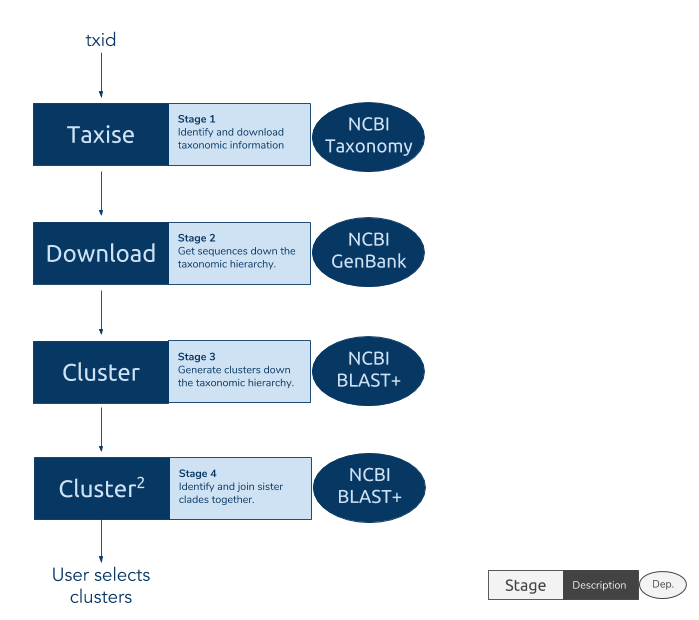 txid
Taxise
Stage 1
Identify and download
taxonomic information
NCBI
Taxonomy
Download
Stage 2
Get sequences down the
taxonomic hierarchy.
NCBI
GenBank
Cluster
Stage 3
Generate clusters down
the taxonomic hierarchy.
NCBI
BLAST+
Cluster²
Stage 4
Identify and join sister
clades together.
NCBI
BLAST+
User selects
clusters
Stage
Description
Dep.